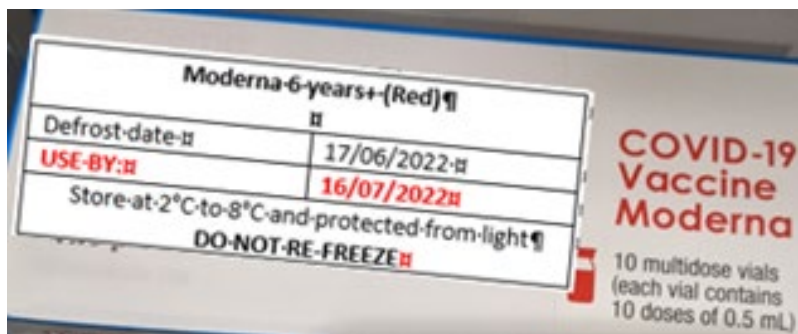 Moderna·6·years+·(Red)¶
¤
Defrost·date·¤ 17/06/2022·¤
USE·BY:¤ 16/07/2022¤
Store·at·2°C·to·8°C·and·protected·from·light¶
DO·NOT·RE-FREEZE¤
COVID-19
Vaccine
Moderna
10 multidose vials
(each vial contains
10 doses of 0.5 mL)